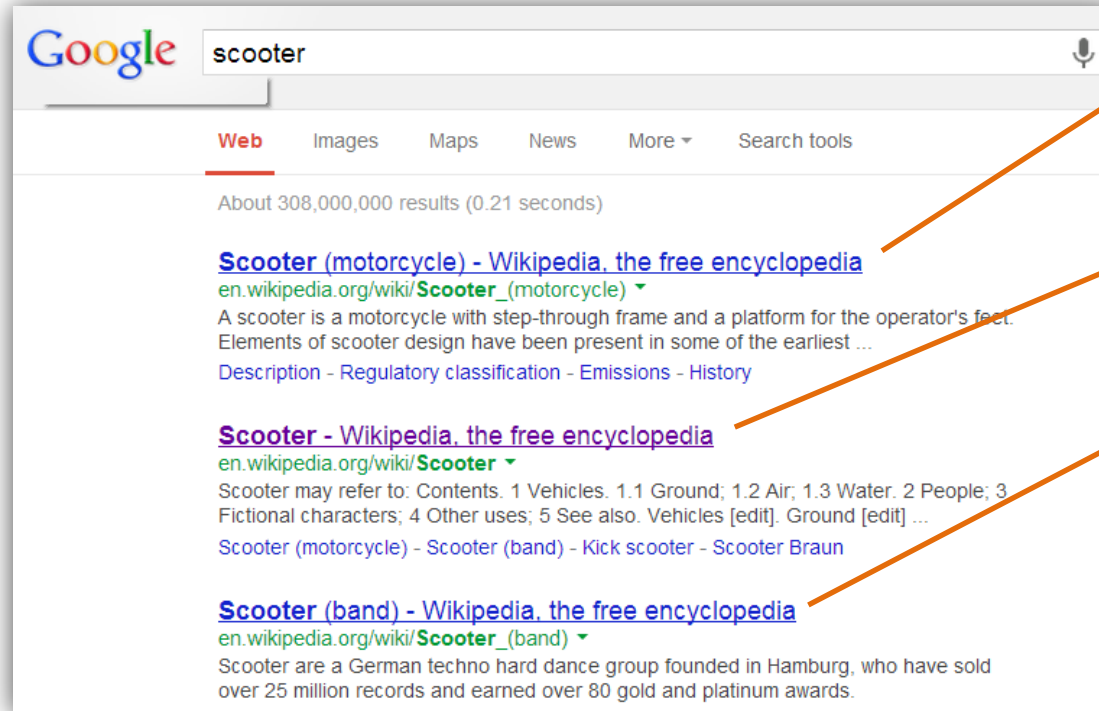 Google scooter
Web Images Maps News More Search tools
About 308,000,000 results (0.21 seconds)
Scooter (motorcycle) - Wikipedia, the free encyclopedia
en.wikipedia.org/wiki/Scooter_(motorcycle)
A scooter is a motorcycle with step-through frame and a platform for the operator's feet.
Elements of scooter design have been present in some of the earliest ...
Description - Regulatory classification - Emissions - History
Scooter - Wikipedia, the free encyclopedia
en.wikipedia.org/wiki/Scooter
Scooter may refer to: Contents. 1 Vehicles. 1.1 Ground; 1.2 Air; 1.3 Water. 2 People; 3
Fictional characters; 4 Other uses; 5 See also. Vehicles [edit]. Ground [edit] ...
Scooter (motorcycle) - Scooter (band) - Kick scooter - Scooter Braun
Scooter (band) - Wikipedia, the free encyclopedia
en.wikipedia.org/wiki/Scooter_(band)
Scooter are a German techno hard dance group founded in Hamburg, who have sold
over 25 million records and earned over 80 gold and platinum awards.